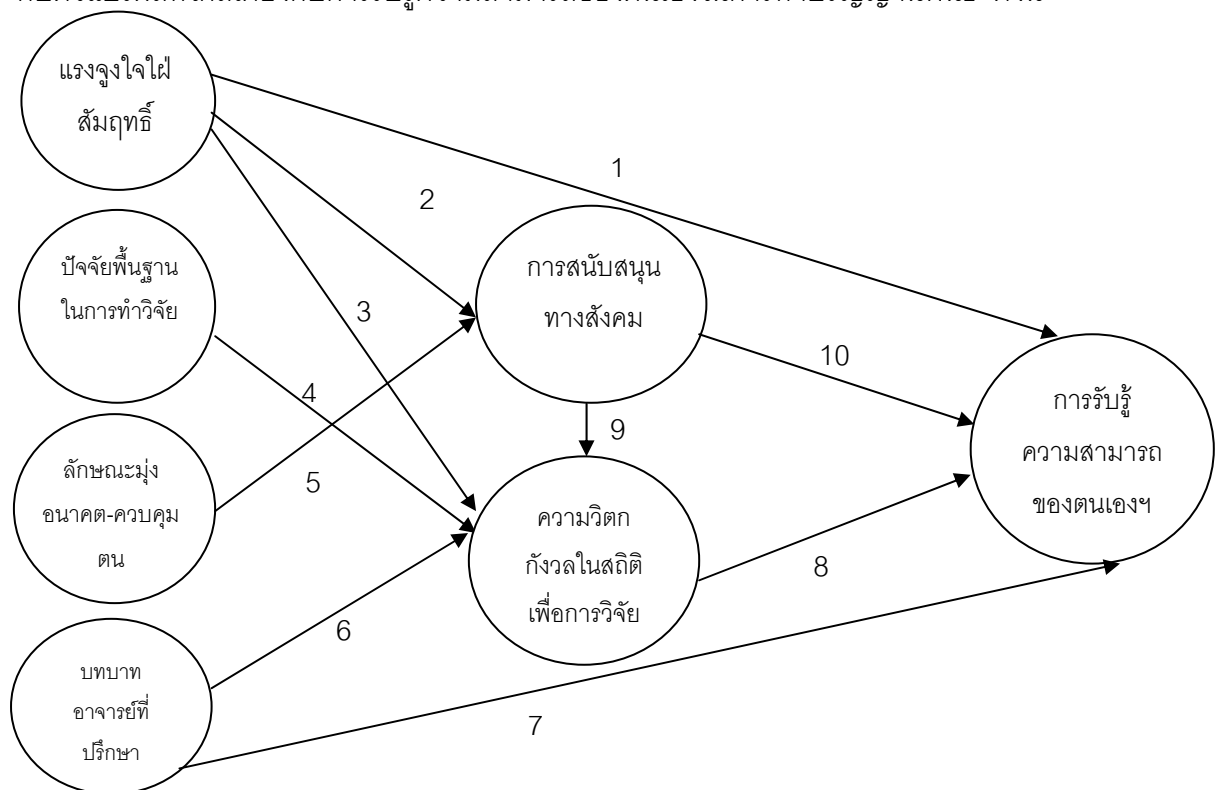 แรงจูงใจใฝ่
สัมฤทธิ์
1
2
ปัจจัยพื้นฐาน
ในการทำวิจัย
การสนับสนุน
ทางสังคม
3
10
4
การรับรู้
ความสามารถ
ของตนเองฯ
9
ลักษณะมุ่ง
อนาคต-ควบคุม
ตน
5
ความวิตก
กังวลในสถิติ
เพื่อการวิจัย
8
6
บทบาท
อาจารย์ที่
ปรึกษา
7